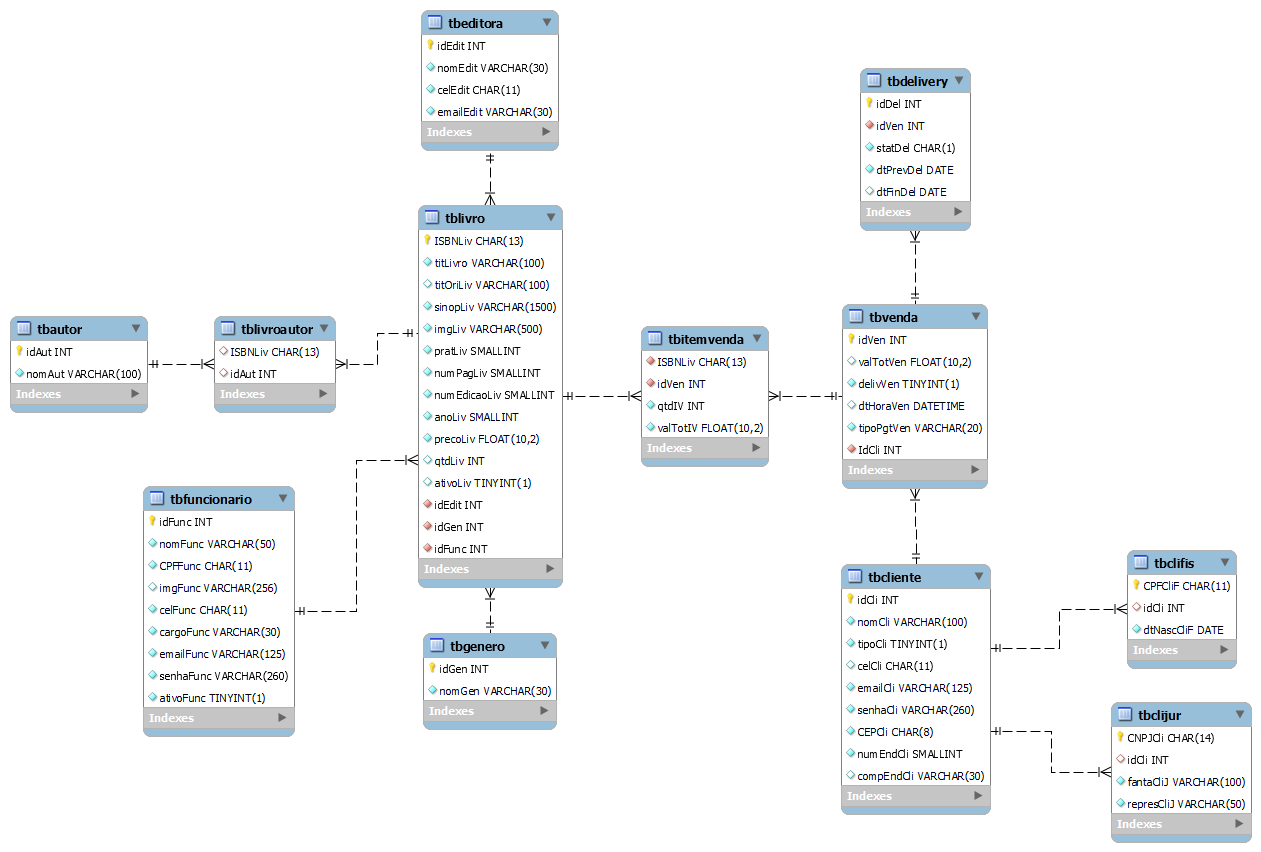 tbeditora
idEdit INT
nomEdit VARCHAR(30)
celEdit CHAR(11)
emailEdit VARCHAR(30)
Indexes
tbdelivery
idDel INT
idVen INT
statDel CHAR(1)
dtPrevDel DATE
dtFinDel DATE
Indexes
tblivro
ISBNLiv CHAR(13)
titLivro VARCHAR(100)
titOriLiv VARCHAR(100)
sinopLiv VARCHAR(1500)
imgLiv VARCHAR(500)
pratLiv SMALLINT
numPagLiv SMALLINT
numEdicaoLiv SMALLINT
anoLiv SMALLINT
precoLiv FLOAT(10,2)
qtdLiv INT
ativoLiv TINYINT(1)
idEdit INT
idGen INT
idFunc INT
Indexes
tbautor
idAut INT
nomAut VARCHAR(100)
Indexes
tblivroautor
ISBNLiv CHAR(13)
idAut INT
Indexes
tbitemvenda
ISBNLiv CHAR(13)
idVen INT
qtdIV INT
valTotIV FLOAT(10,2)
Indexes
tbvenda
idVen INT
valTotVen FLOAT(10,2)
delivVen TINYINT(1)
dtHoraVen DATETIME
tipoPgtVen VARCHAR(20)
IdCli INT
Indexes
tbfuncionario
idFunc INT
nomFunc VARCHAR(50)
CPFFunc CHAR(11)
imgFunc VARCHAR(256)
celFunc CHAR(11)
cargoFunc VARCHAR(30)
emailFunc VARCHAR(125)
senhaFunc VARCHAR(260)
ativoFunc TINYINT(1)
Indexes
tbgenero
idGen INT
nomGen VARCHAR(30)
Indexes
tbcliente
idCli INT
nomCli VARCHAR(100)
tipoCli TINYINT(1)
celCli CHAR(11)
emailCli VARCHAR(125)
senhaCli VARCHAR(260)
CEPCli CHAR(8)
numEndCli SMALLINT
compEndCli VARCHAR(30)
Indexes
tbclifis
CPFCliF CHAR(11)
idCli INT
dtNascCliF DATE
Indexes
tbclijur
CNPJCli CHAR(14)
idCli INT
fantaCliJ VARCHAR(100)
represCliJ VARCHAR(50)
Indexes